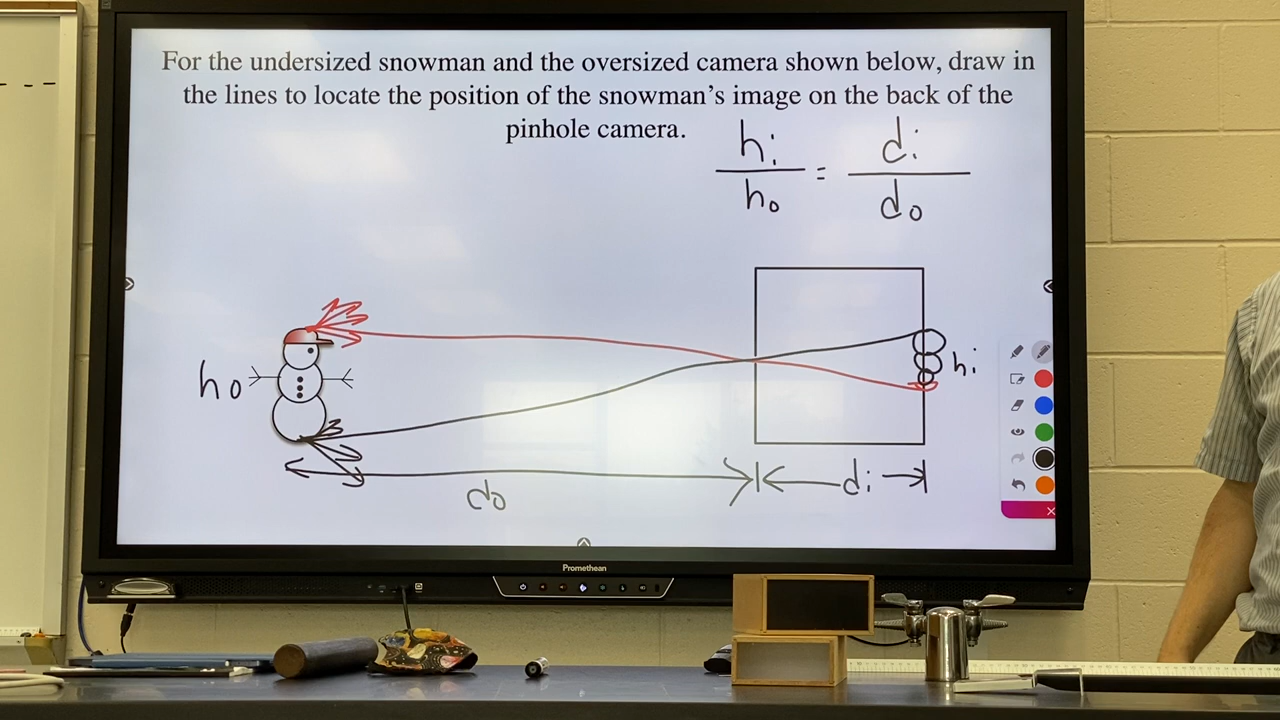 For the undersized snowman and the oversized camera shown below, draw in
the lines to locate the position of the snowman's image on the back of the
pinhole camera.
hi / ho = di / do
ho
hi
do
di
Promethean